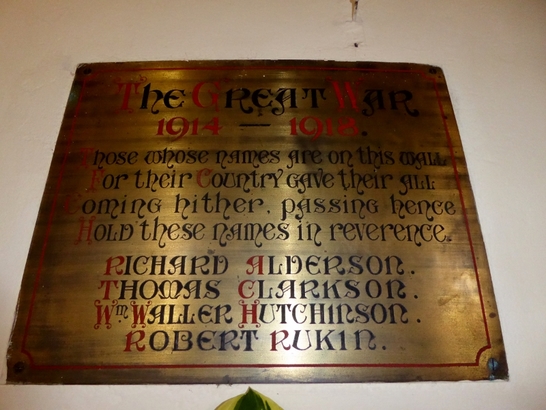 The Great War
1914 — 1918.
Those whose names are on this wall
For their Country gave their all
Coming hither, passing hence
Hold these names in reverence.
Richard Alderson.
Thomas Clarkson.
Wm. Waller Hutchinson.
Robert Rukin.